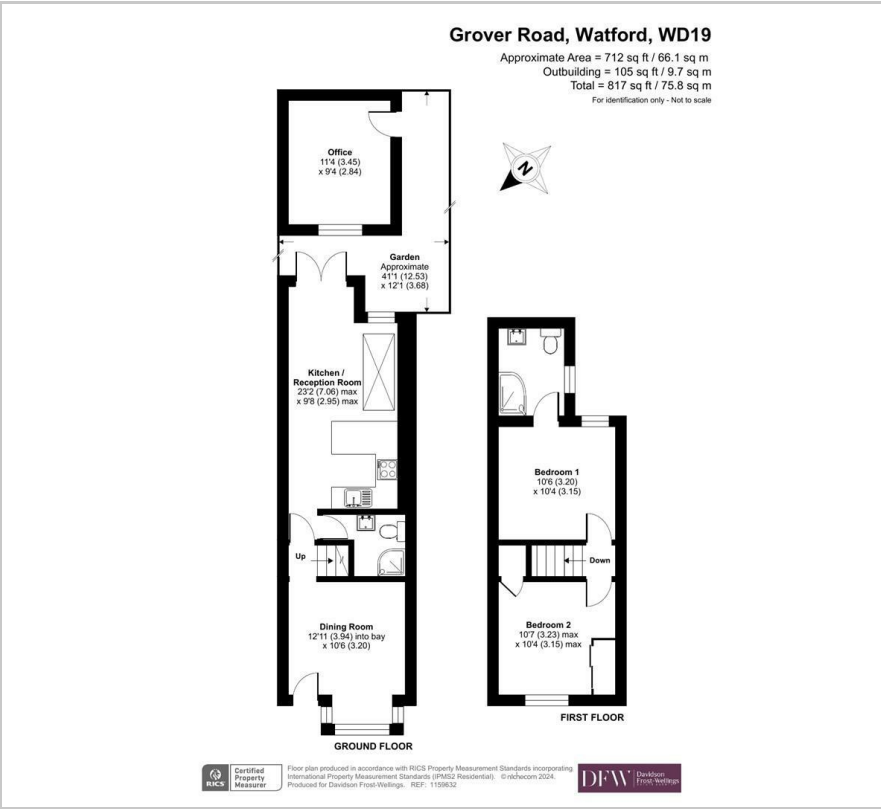 Grover Road, Watford, WD19
Approximate Area = 712 sq ft / 66.1 sq m
Outbuilding = 105 sq ft / 9.7 sq m
Total = 817 sq ft / 75.8 sq m
For identification only - Not to scale
N
Office
11'4 (3.45)
x 9'4 (2.84)
Garden
Approximate
41'1 (12.53)
x 12'1 (3.68)
Kitchen /
Reception Room
23'2 (7.06) max
x 9'8 (2.95) max
Up
Dining Room
12'11 (3.94) into bay
x 10'6 (3.20)
GROUND FLOOR
Bedroom 1
10'6 (3.20)
x 10'4 (3.15)
Down
Bedroom 2
10'7 (3.23) max
x 10'4 (3.15) max
FIRST FLOOR
RICS
Certified
Property
Measurer
Floor plan produced in accordance with RICS Property Measurement Standards incorporating
International Property Measurement Standards (IPMS2 Residential). © nichecom 2024.
Produced for Davidson Frost-Wellings. REF: 1159632
DFW
Davidson
Frost-Wellings